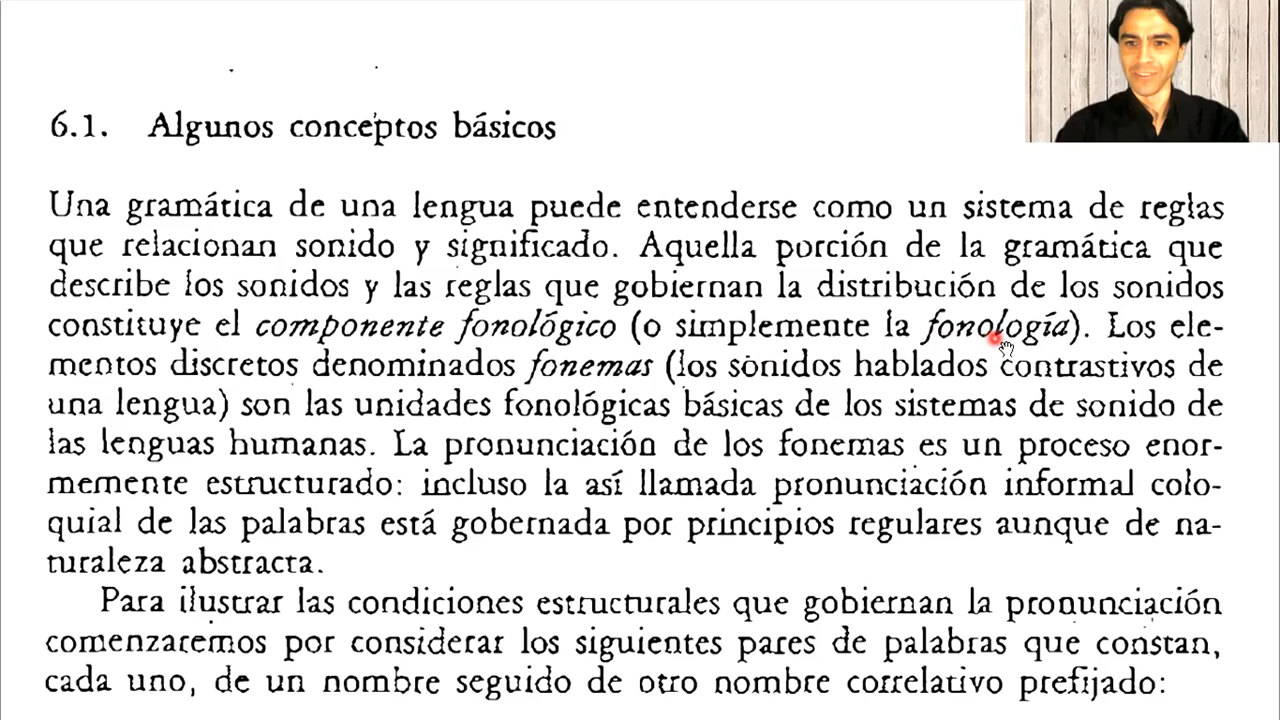 6.1. Algunos conceptos básicos
Una gramática de una lengua puede entenderse como un sistema de reglas
que relacionan sonido y significado. Aquella porción de la gramática que
describe los sonidos y las reglas que gobiernan la distribución de los sonidos
constituye el componente fonológico (o simplemente la fonología). Los ele-
mentos discretos denominados fonemas (los sonidos hablados contrastivos de
una lengua) son las unidades fonológicas básicas de los sistemas de sonido de
las lenguas humanas. La pronunciación de los fonemas es un proceso enor-
memente estructurado: incluso la así llamada pronunciación informal colo-
quial de las palabras está gobernada por principios regulares aunque de na-
turaleza abstracta.
Para ilustrar las condiciones estructurales que gobiernan la pronunciación
comenzaremos por considerar los siguientes pares de palabras que constan,
cada uno, de un nombre seguido de otro nombre correlativo prefijado: